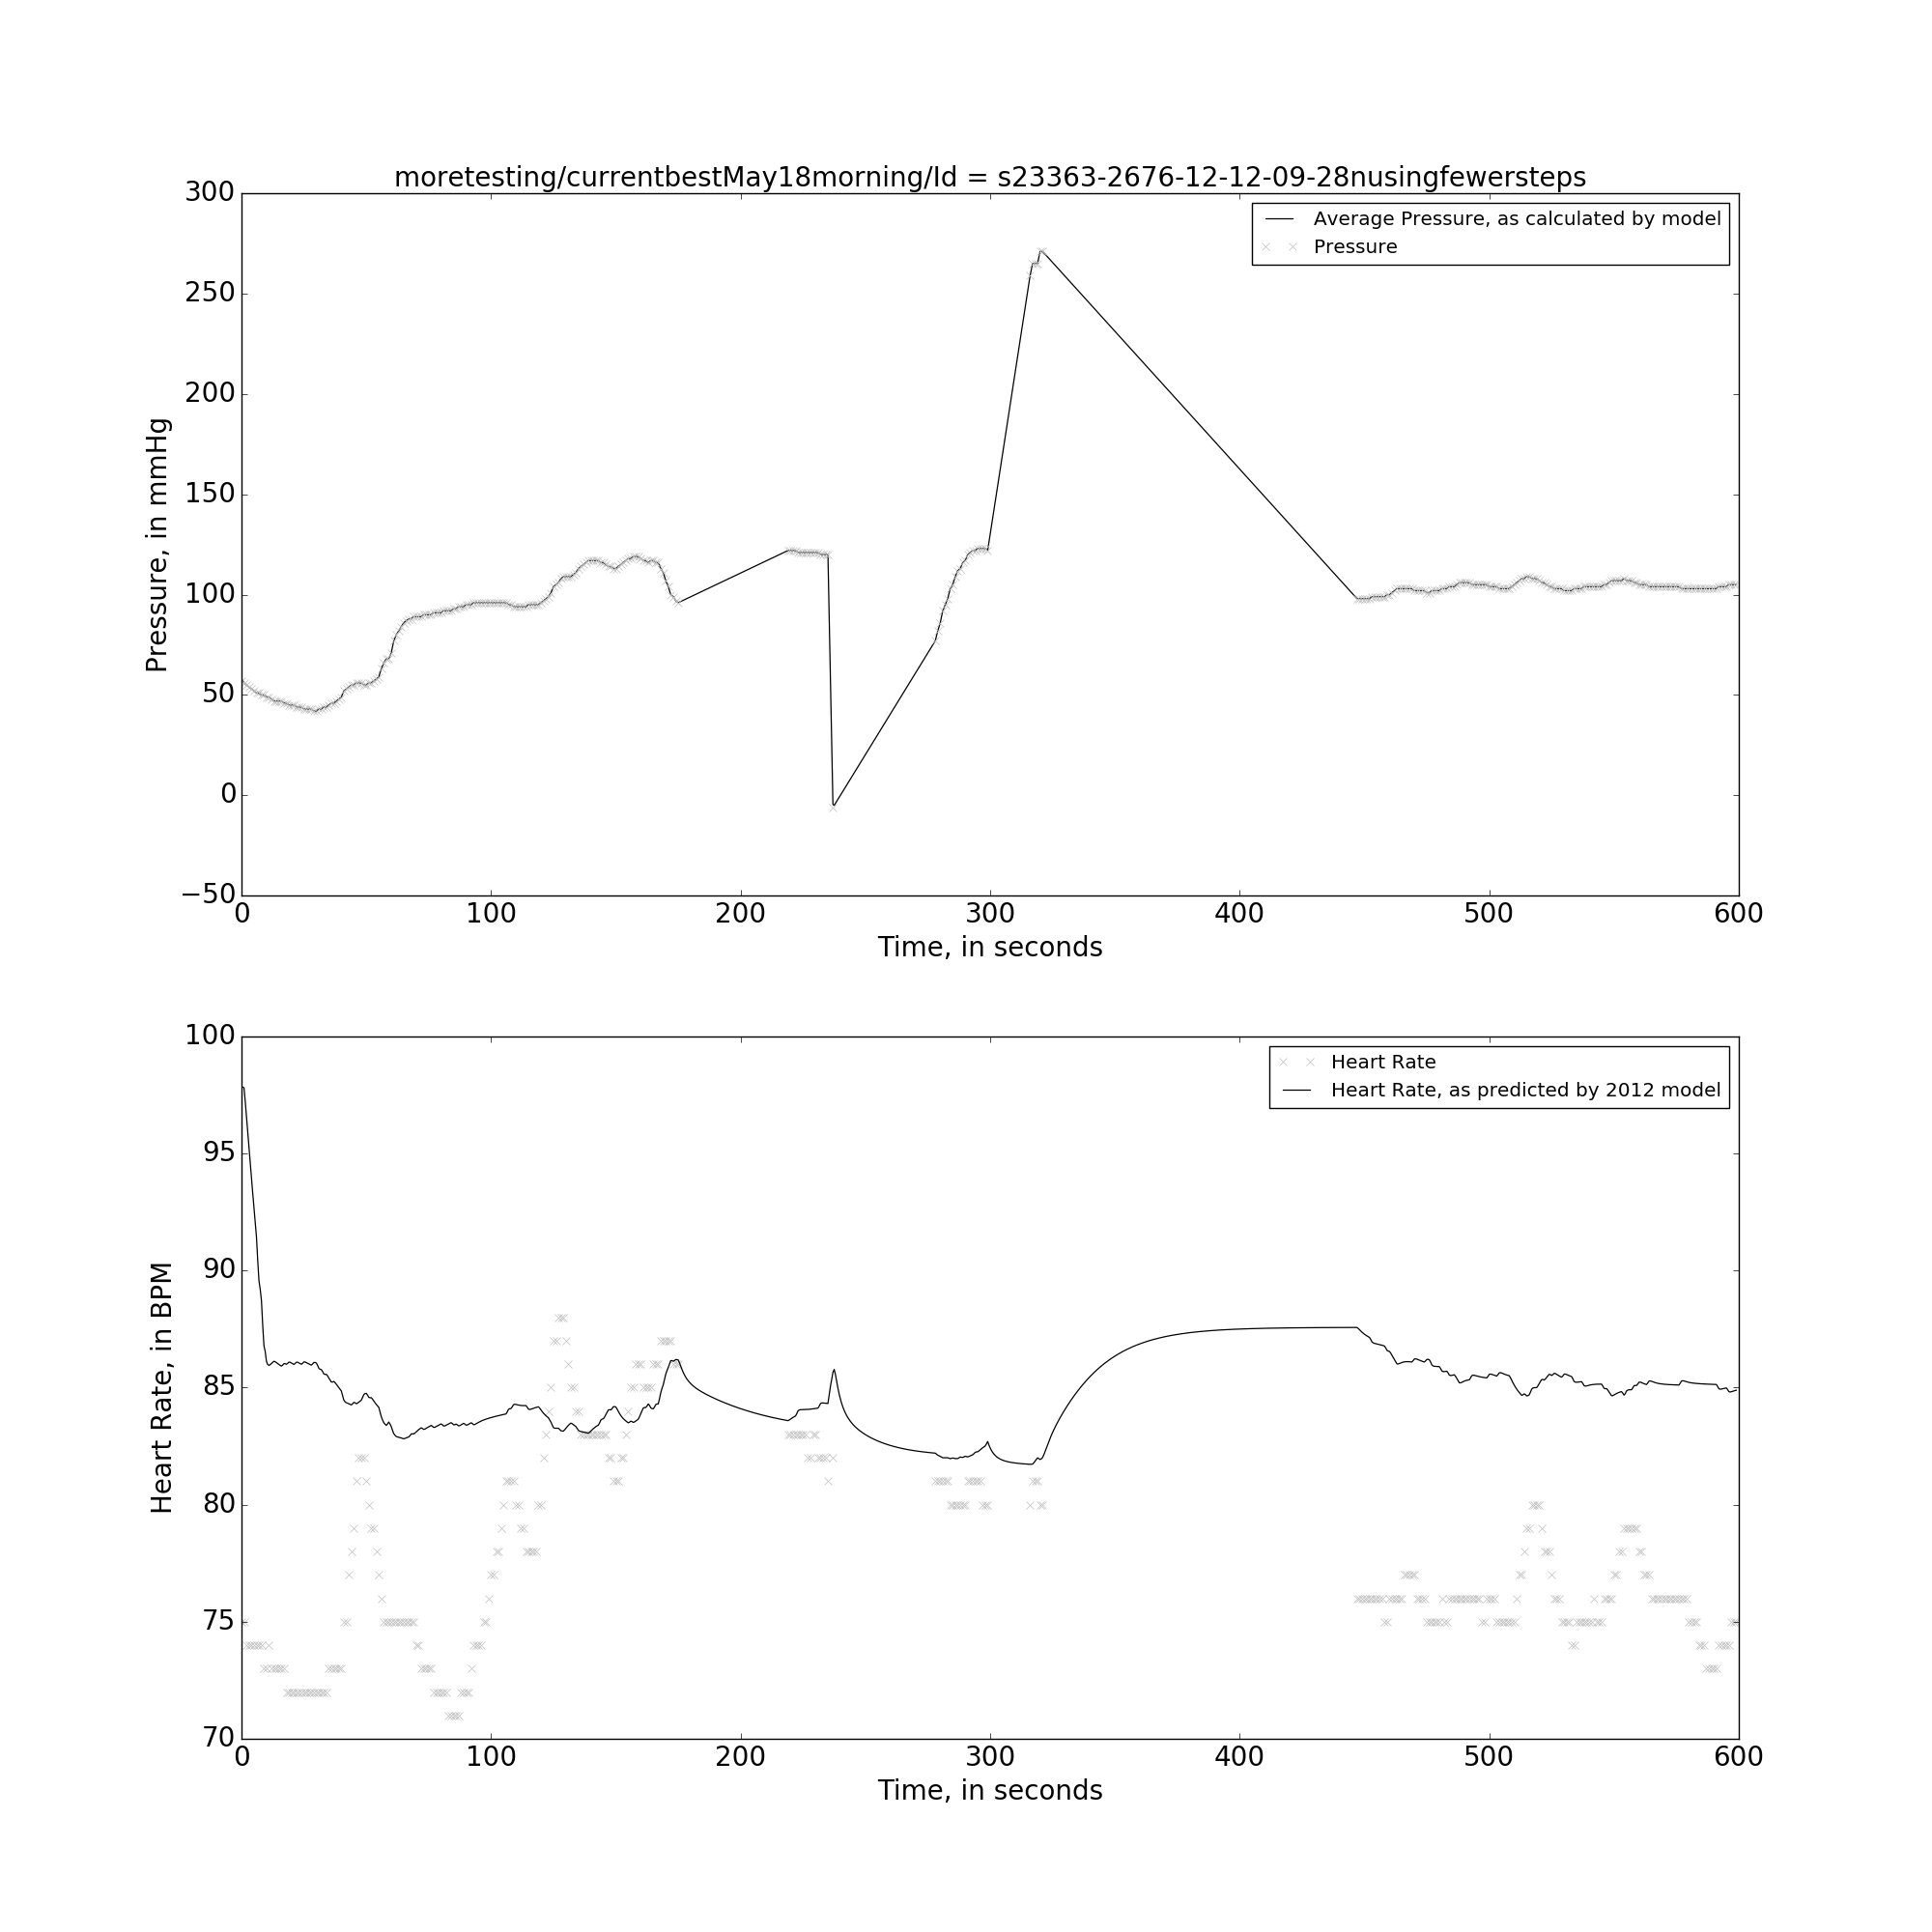 moretesting/currentbestMay18morning/Id = s23363-2676-12-12-09-28nusingfewersteps
300
250
200
150
100
50
0
−50
Pressure, in mmHg
Average Pressure, as calculated by model
Pressure
0 100 200 300 400 500 600
Time, in seconds
100
95
90
85
80
75
70
Heart Rate, in BPM
Heart Rate
Heart Rate, as predicted by 2012 model
0 100 200 300 400 500 600
Time, in seconds